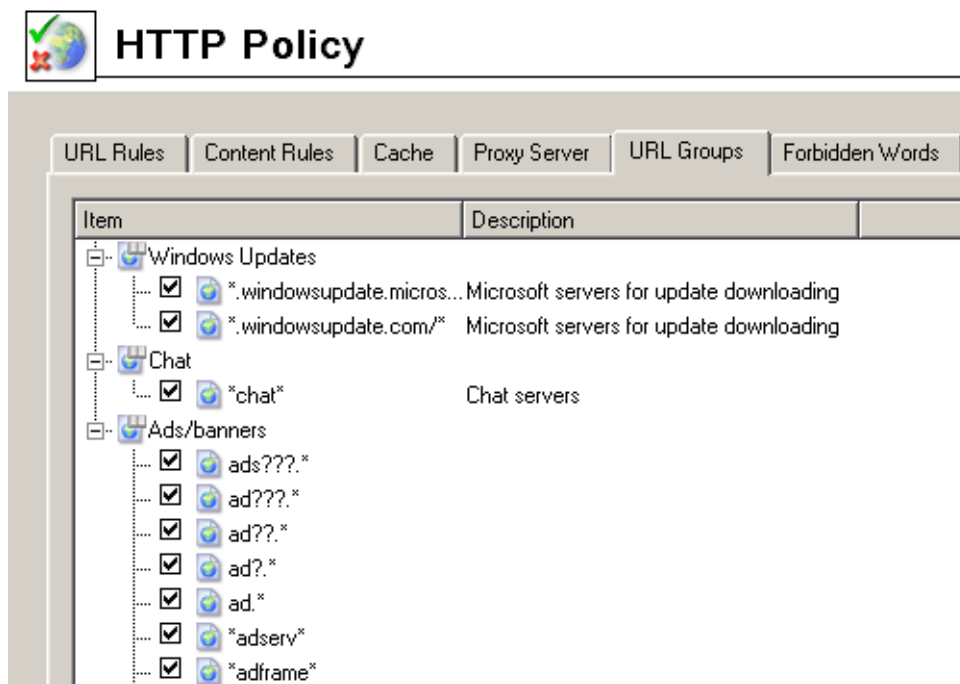 HTTP Policy
URL Rules Content Rules Cache Proxy Server URL Groups Forbidden Words
Item Description
Windows Updates
*.windowsupdate.micros... Microsoft servers for update downloading
*.windowsupdate.com/* Microsoft servers for update downloading
Chat
*chat* Chat servers
Ads/banners
ads???.*
ad???.*
ad??.*
ad?.*
ad.*
*adserv*
*adframe*